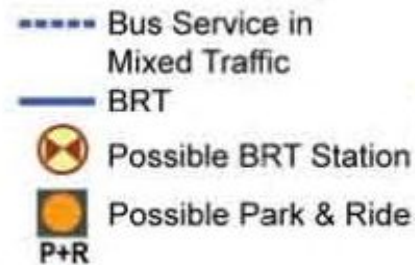 Bus Service in
Mixed Traffic
BRT
Possible BRT Station
Possible Park & Ride
P+R